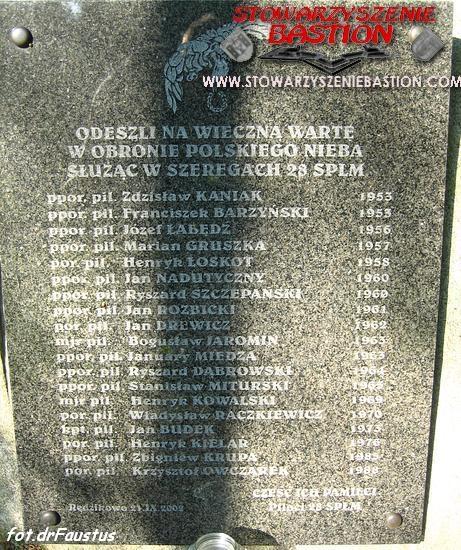 STOWARZYSZENIE
BASTION
WWW.STOWARZYSZENIEBASTION.COM
ODESZLI NA WIECZNĄ WARTĘ
W OBRONIE POLSKIEGO NIEBA
SŁUŻĄC W SZEREGACH 28 SPLM
ppor. pil. Zdzisław KANIAK 1953
ppor. pil. Franciszek BARZYŃSKI 1953
ppor. pil. Józef ŁABĘDŹ 1956
ppor. pil. Marian GRUSZKA 1957
por. pil. Henryk ŁOSKOT 1958
ppor. pil. Jan NADUTYCZNY 1960
ppor. pil. Ryszard SZCZEPAŃSKI 1960
ppor. pil. Jan ROZBICKI 1961
por. pil. Jan DREWICZ 1962
mjr pil. Bogusław JAROMIN 1963
ppor. pil. January MIEDZA 1963
ppor. pil. Ryszard DĄBROWSKI 1964
ppor. pil. Stanisław MITURSKI 1965
mjr pil. Henryk KOWALSKI 1969
por. pil. Władysław RACZKIEWICZ 1970
kpt. pil. Jan BUDEK 1973
por. pil. Henryk KIELAR 1976
ppor. pil. Zbigniew KRUPA 1985
por. pil. Krzysztof OWCZAREK 1988
CZEŚĆ ICH PAMIĘCI
Rędzikowo 21.IX.2002 Piloci 28 SPLM
fot.drFaustus